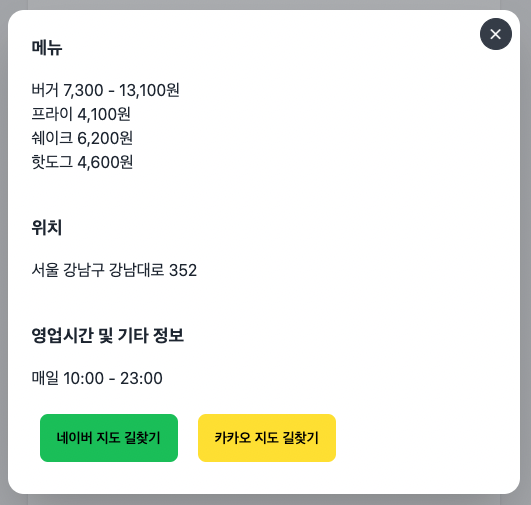 메뉴
버거 7,300 - 13,100원
프라이 4,100원
쉐이크 6,200원
핫도그 4,600원
위치
서울 강남구 강남대로 352
영업시간 및 기타 정보
매일 10:00 - 23:00
네이버 지도 길찾기
카카오 지도 길찾기